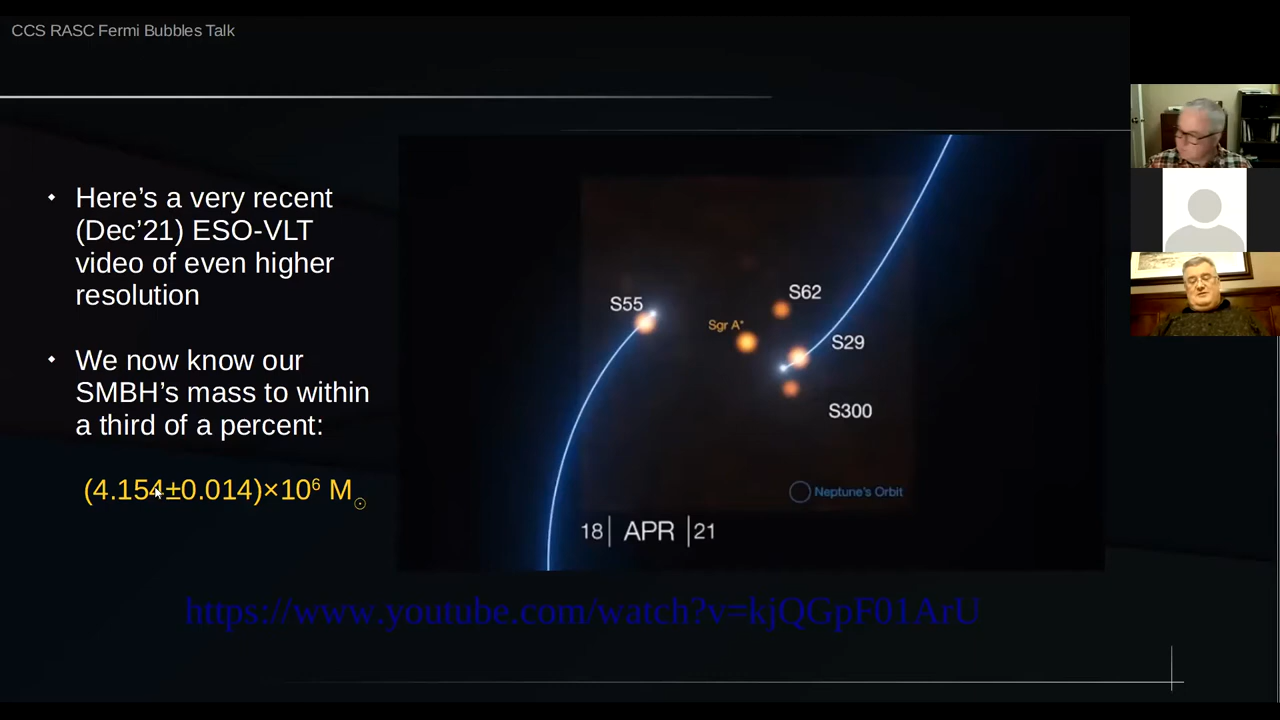 CCS RASC Fermi Bubbles Talk
Here’s a very recent
(Dec’21) ESO-VLT
video of even higher
resolution
We now know our
SMBH’s mass to within
a third of a percent:
(4.154±0.014)×10⁶ M☉
S55
S62
Sgr A*
S29
S300
Neptune's Orbit
18| APR |21
https://www.youtube.com/watch?v=kjQGpF01ArU